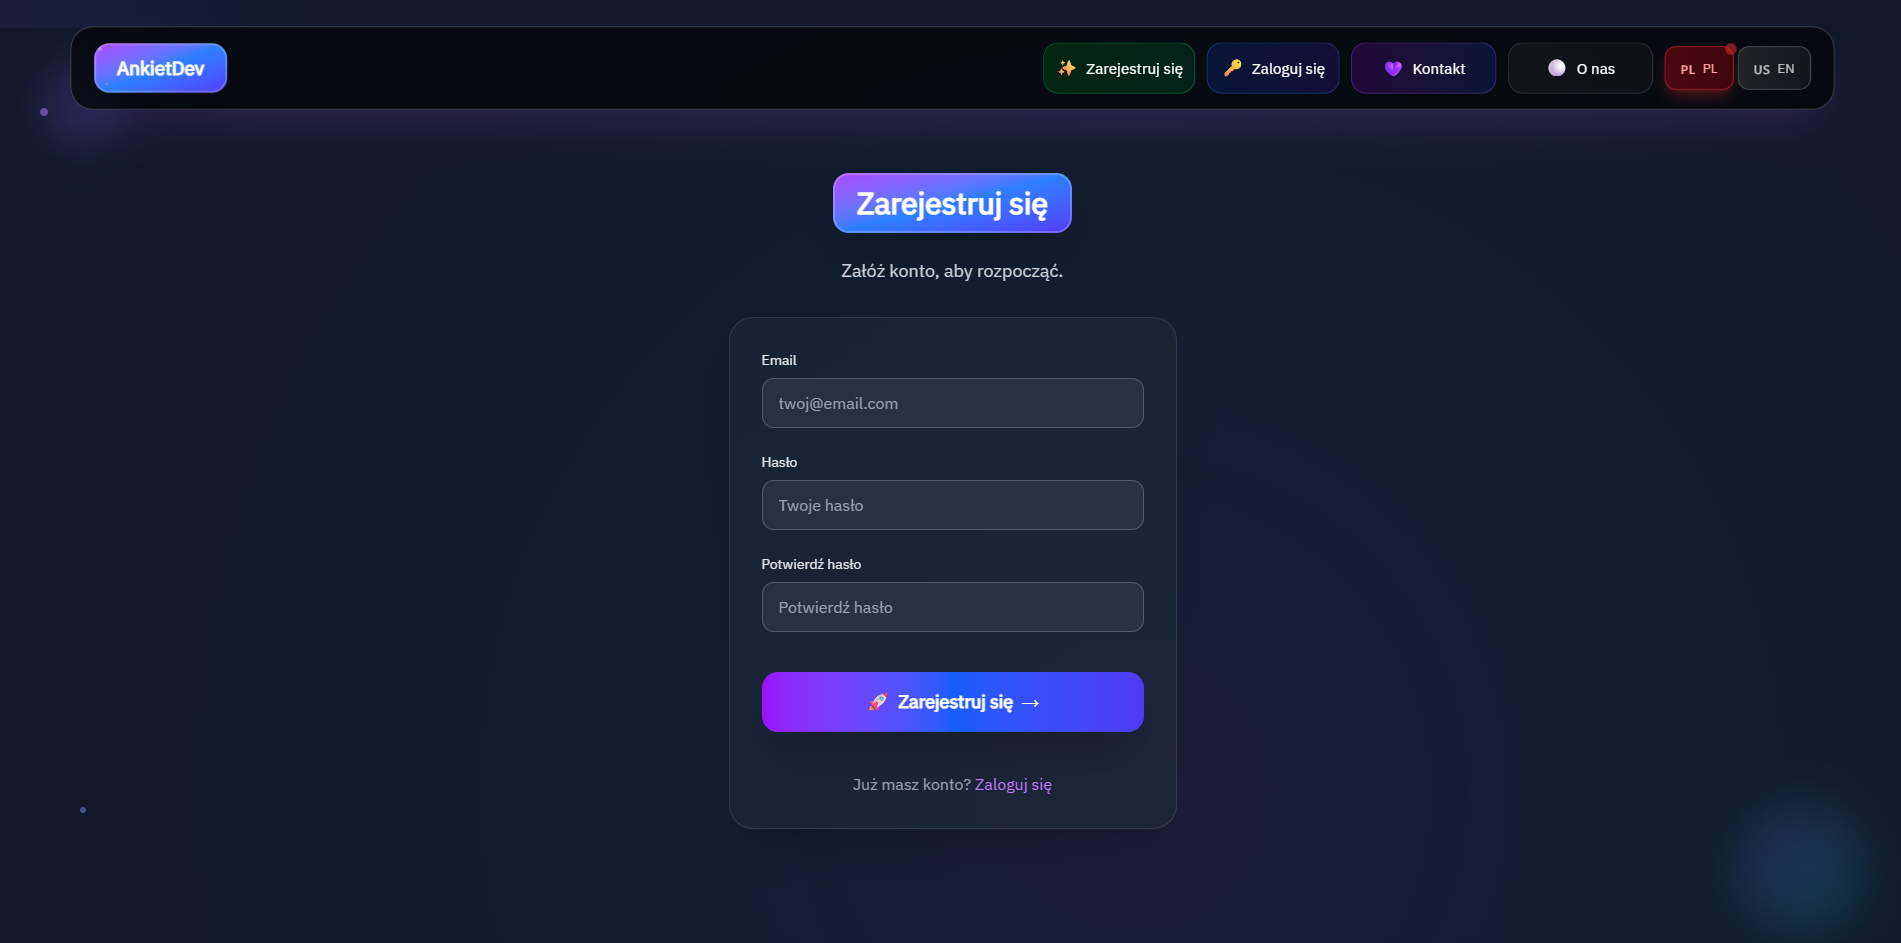 AnkietDev
Zarejestruj się
Zaloguj się
Kontakt
O nas
PL PL
US EN
Zarejestruj się
Załóż konto, aby rozpocząć.
Email
twoj@email.com
Hasło
Twoje hasło
Potwierdź hasło
Potwierdź hasło
Zarejestruj się →
Już masz konto? Zaloguj się